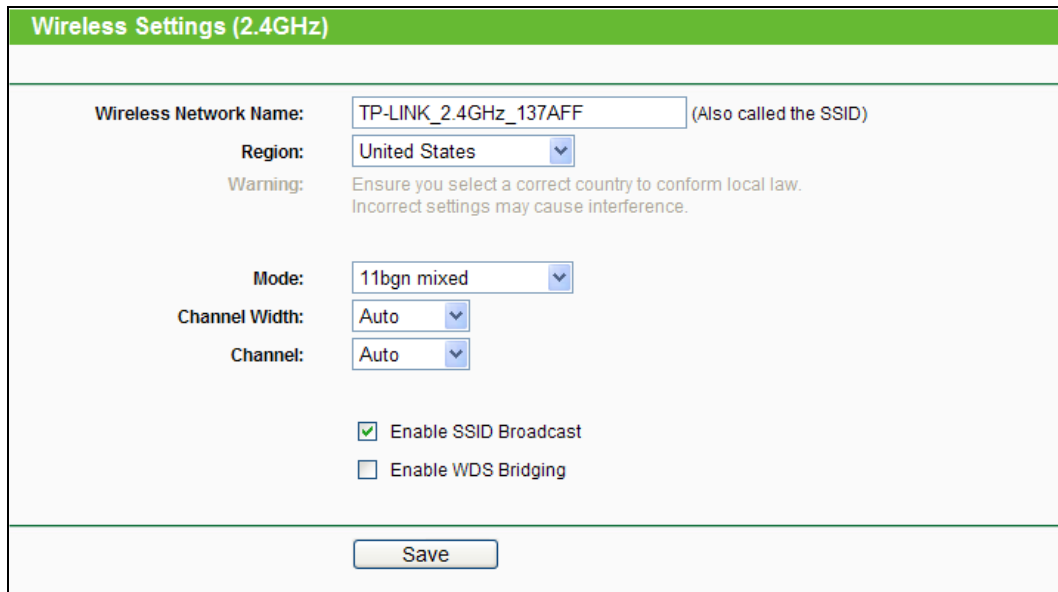 Wireless Settings (2.4GHz)
Wireless Network Name: TP-LINK_2.4GHz_137AFF (Also called the SSID)
Region: United States
Warning: Ensure you select a correct country to conform local law.
Incorrect settings may cause interference.
Mode: 11bgn mixed
Channel Width: Auto
Channel: Auto
Enable SSID Broadcast
Enable WDS Bridging
Save